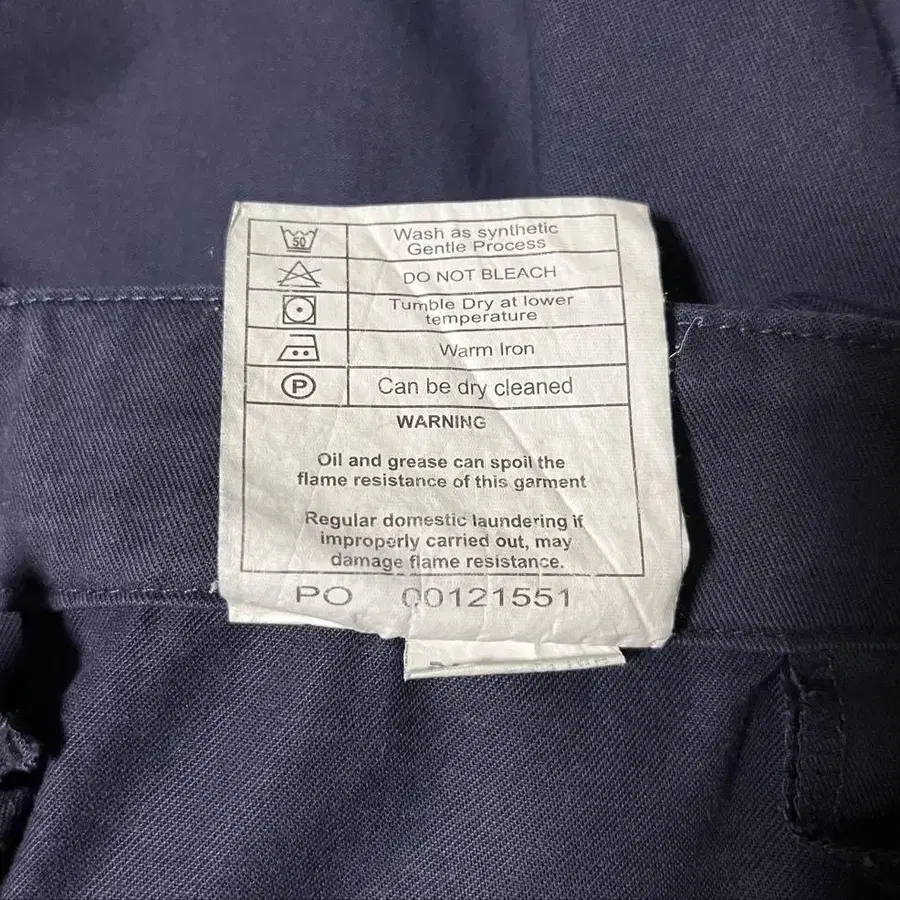 50
Wash as synthetic
Gentle Process
DO NOT BLEACH
Tumble Dry at lower
temperature
Warm Iron
P
Can be dry cleaned
WARNING
Oil and grease can spoil the
flame resistance of this garment
Regular domestic laundering if
improperly carried out, may
damage flame resistance.
PO 00121551